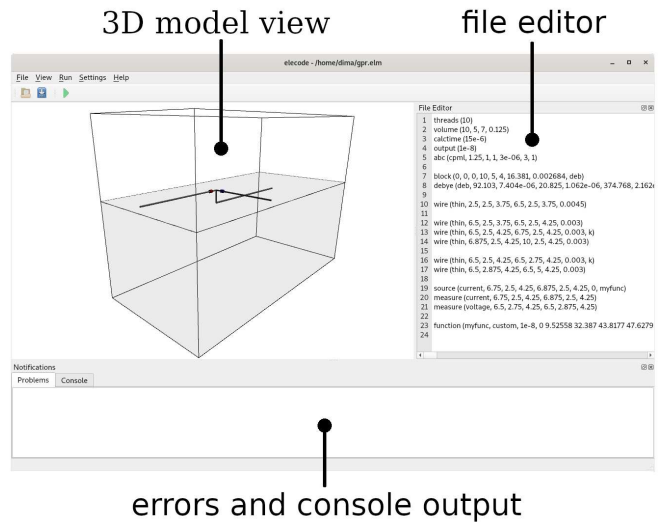 3D model view
file editor
elecode - /home/dima/gpr.elm
File View Run Settings Help
File Editor
1 threads (10)
2 volume (10, 5, 7, 0.125)
3 calctime (15e-6)
4 output (1e-8)
5 abc (cpml, 1.25, 1, 1, 3e-06, 3, 1)
6
7 block (0, 0, 0, 10, 5, 4, 16.381, 0.002684, deb)
8 debye (deb, 92.103, 7.404e-06, 20.825, 1.062e-06, 374.768, 2.162e
9
10 wire (thin, 2.5, 2.5, 3.75, 6.5, 2.5, 3.75, 0.0045)
11
12 wire (thin, 6.5, 2.5, 3.75, 6.5, 2.5, 4.25, 0.003)
13 wire (thin, 6.5, 2.5, 4.25, 6.75, 2.5, 4.25, 0.003, k)
14 wire (thin, 6.875, 2.5, 4.25, 10, 2.5, 4.25, 0.003)
15
16 wire (thin, 6.5, 2.5, 4.25, 6.5, 2.75, 4.25, 0.003, k)
17 wire (thin, 6.5, 2.875, 4.25, 6.5, 5, 4.25, 0.003)
18
19 source (current, 6.75, 2.5, 4.25, 6.875, 2.5, 4.25, 0, myfunc)
20 measure (current, 6.75, 2.5, 4.25, 6.875, 2.5, 4.25)
21 measure (voltage, 6.5, 2.75, 4.25, 6.5, 2.875, 4.25)
22
23 function (myfunc, custom, 1e-8, 0 9.52558 32.387 43.8177 47.6279
24
Notifications
Problems Console
errors and console output